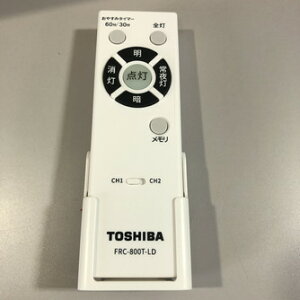 おやすみタイマー
60分/30分
全灯
明
消灯
点灯
常夜灯
暗
メモリ
CH1 CH2
TOSHIBA
FRC-800T-LD